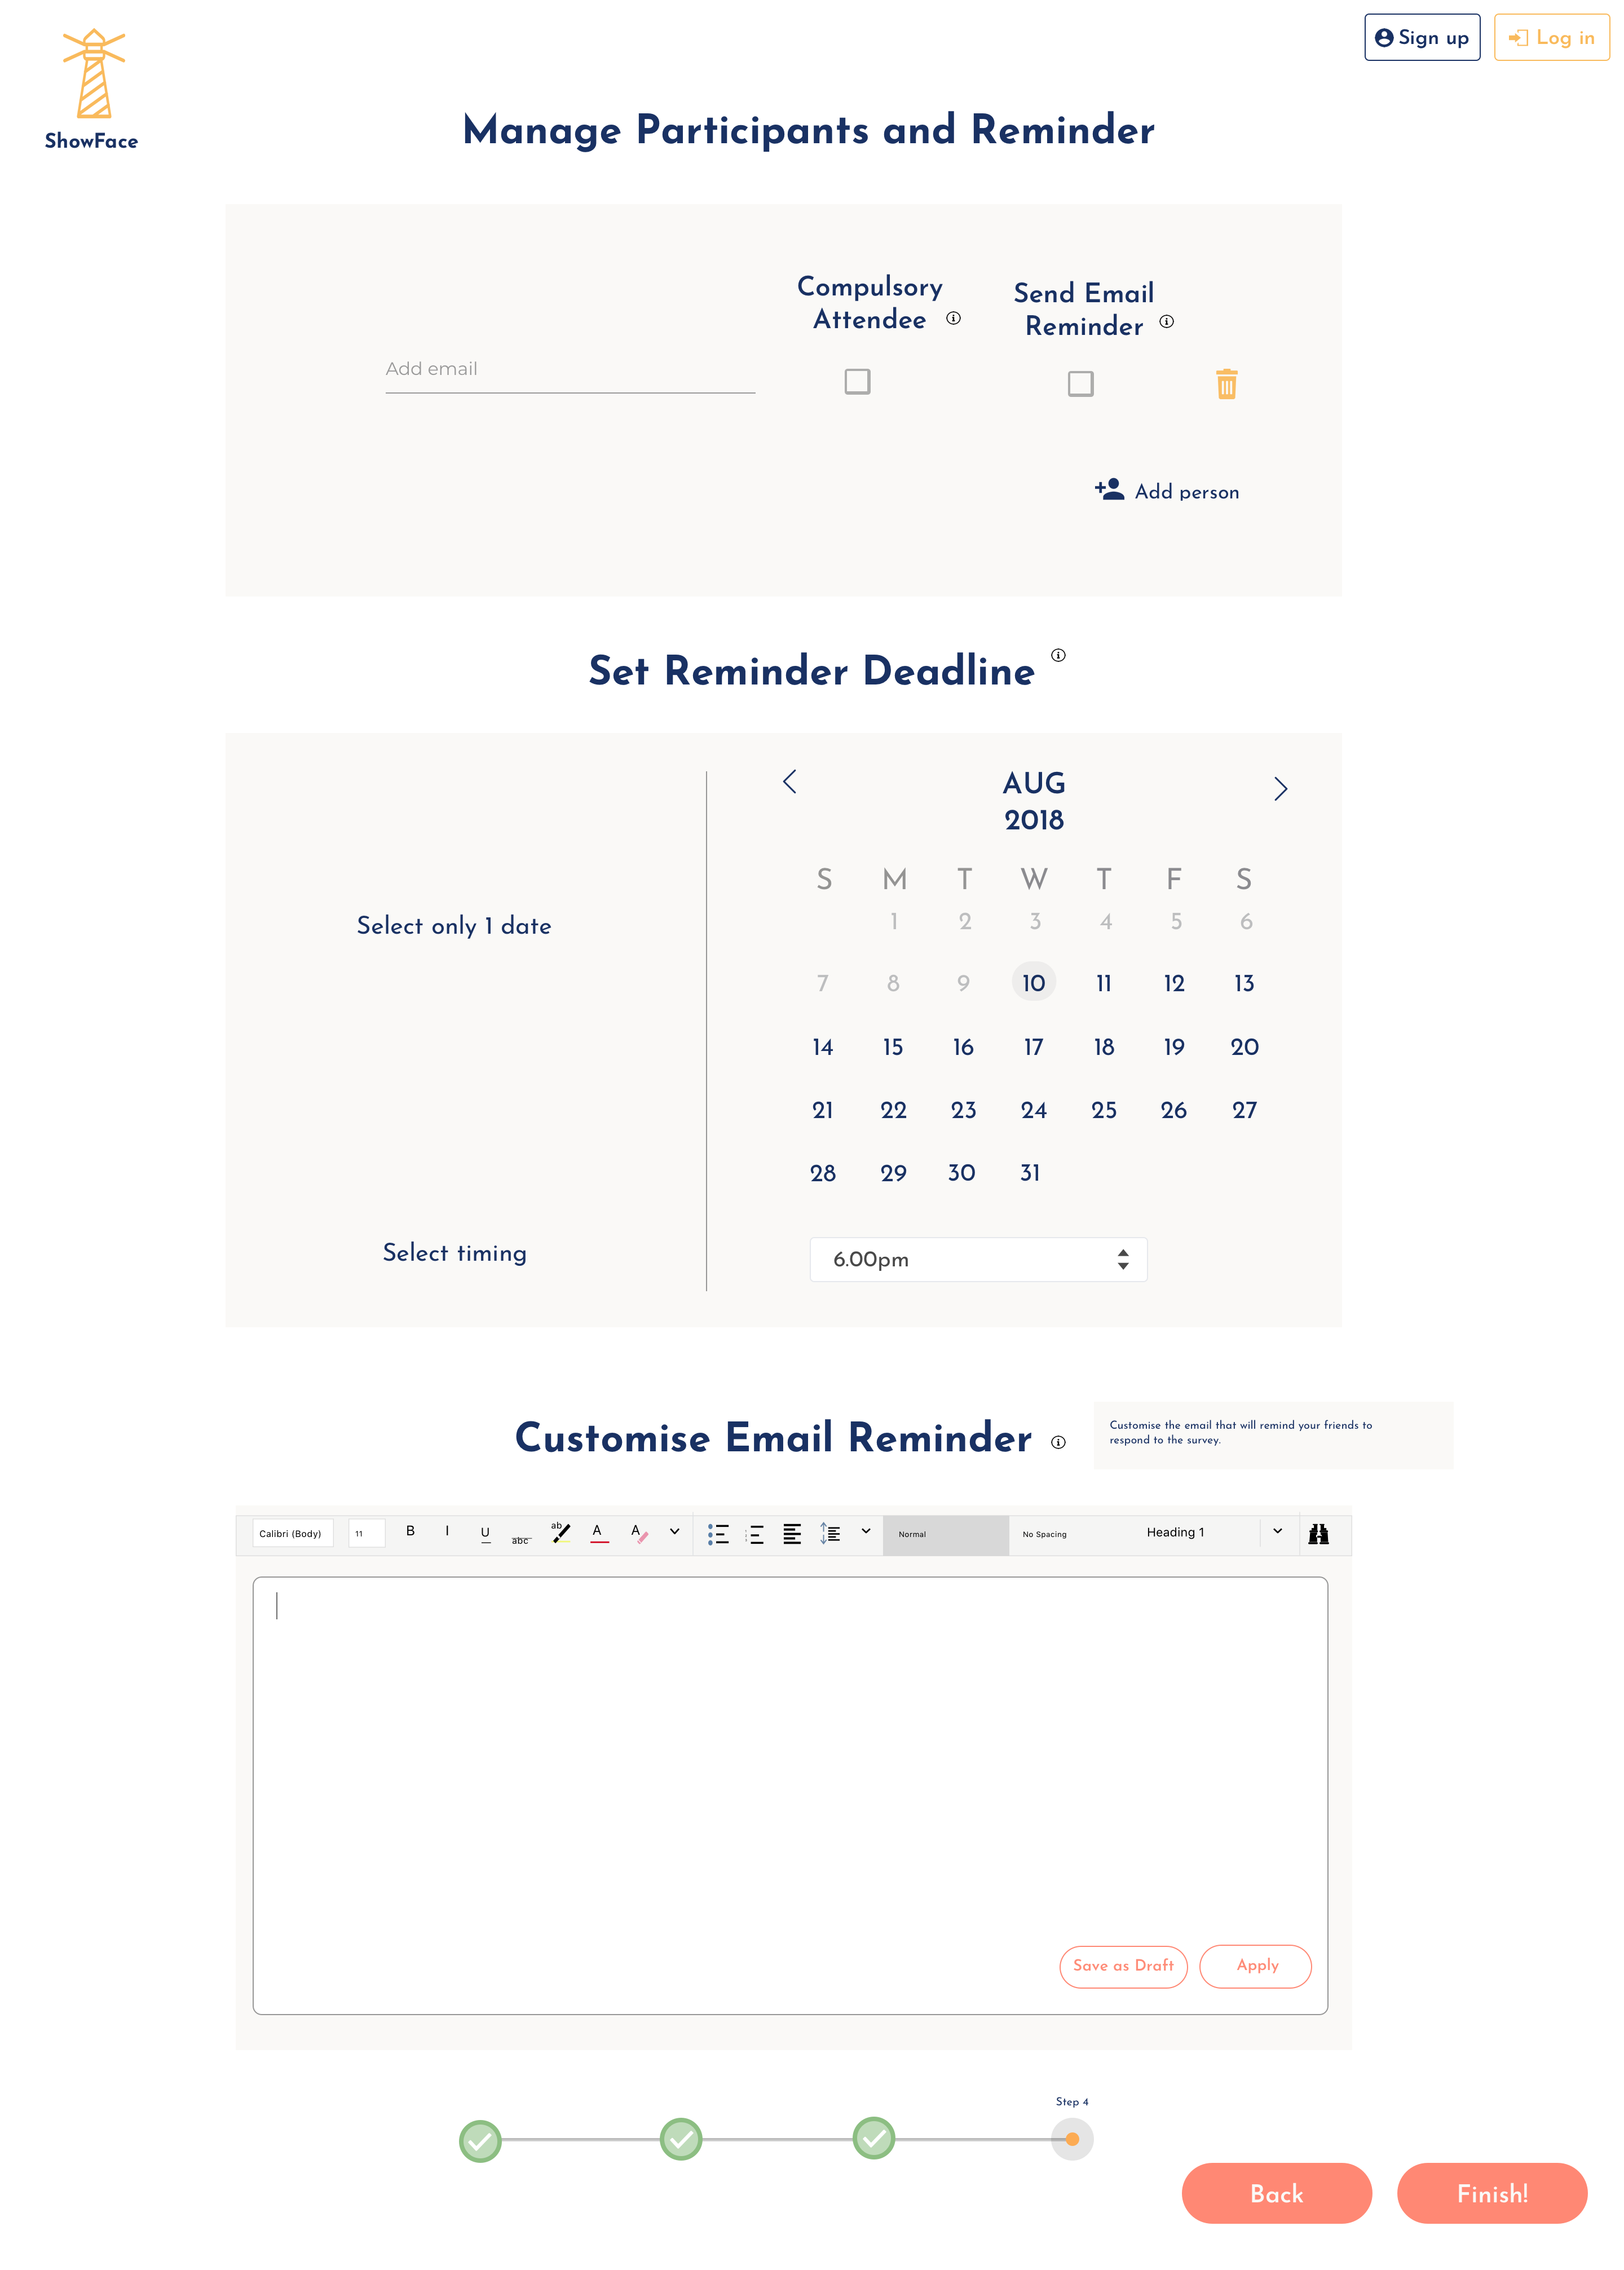 Sign up
Log in
ShowFace
Manage Participants and Reminder
Compulsory
Attendee
Send Email
Reminder
Add email
Add person
Set Reminder Deadline
AUG
2018
S M T W T F S
1 2 3 4 5 6
Select only 1 date
7 8 9 10 11 12 13
14 15 16 17 18 19 20
21 22 23 24 25 26 27
28 29 30 31
Select timing
6.00pm
Customise Email Reminder
Customise the email that will remind your friends to
respond to the survey.
Calibri (Body) 11 B I U abc ab A A Normal No Spacing Heading 1
Save as Draft
Apply
Step 4
Back
Finish!